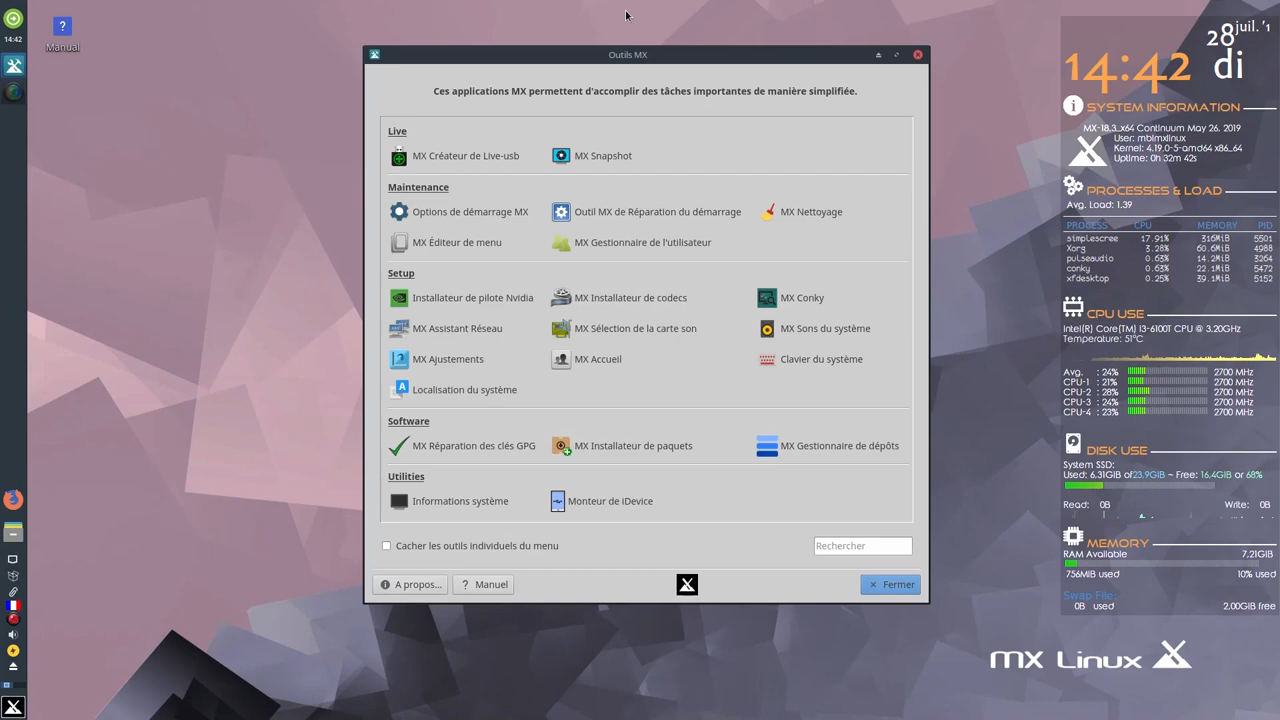 14:42
Manual
Outils MX
Ces applications MX permettent d'accomplir des tâches importantes de manière simplifiée.
Live
MX Créateur de Live-usb
MX Snapshot
Maintenance
Options de démarrage MX
Outil MX de Réparation du démarrage
MX Nettoyage
MX Éditeur de menu
MX Gestionnaire de l'utilisateur
Setup
Installateur de pilote Nvidia
MX Installateur de codecs
MX Conky
MX Assistant Réseau
MX Sélection de la carte son
MX Sons du système
MX Ajustements
MX Accueil
Clavier du système
Localisation du système
Software
MX Réparation des clés GPG
MX Installateur de paquets
MX Gestionnaire de dépôts
Utilities
Informations système
Monteur de iDevice
Cacher les outils individuels du menu
Rechercher
A propos...
? Manuel
Fermer
14:42
28 juil. '1
di
SYSTEM INFORMATION
MX-18.3_x64 Continuum May 26, 2019
User: mblmxlinux
Kernel: 4.19.0-5-amd64 x86_64
Uptime: 0h 32m 42s
PROCESSES & LOAD
Avg. Load: 1.39
PROCESS CPU MEMORY PID
simplescree 17.91% 316MiB 5501
Xorg 3.28% 60.6MiB 4988
pulseaudio 0.63% 14.2MiB 3264
conky 0.63% 22.1MiB 5472
xfdesktop 0.25% 39.1MiB 5152
CPU USE
Intel(R) Core(TM) i3-6100T CPU @ 3.20GHz
Temperature: 51°C
Avg. : 24% 2700 MHz
CPU-1 : 21% 2700 MHz
CPU-2 : 28% 2700 MHz
CPU-3 : 24% 2700 MHz
CPU-4 : 23% 2700 MHz
DISK USE
System SSD:
Used: 6,31GiB of23,9GiB ~ Free: 16,4GiB or 68%
Read: 0B Write: 0B
MEMORY
RAM Available 7,21GiB
756MiB used 10% used
Swap File:
0B used 2,00GiB free
mx Linux